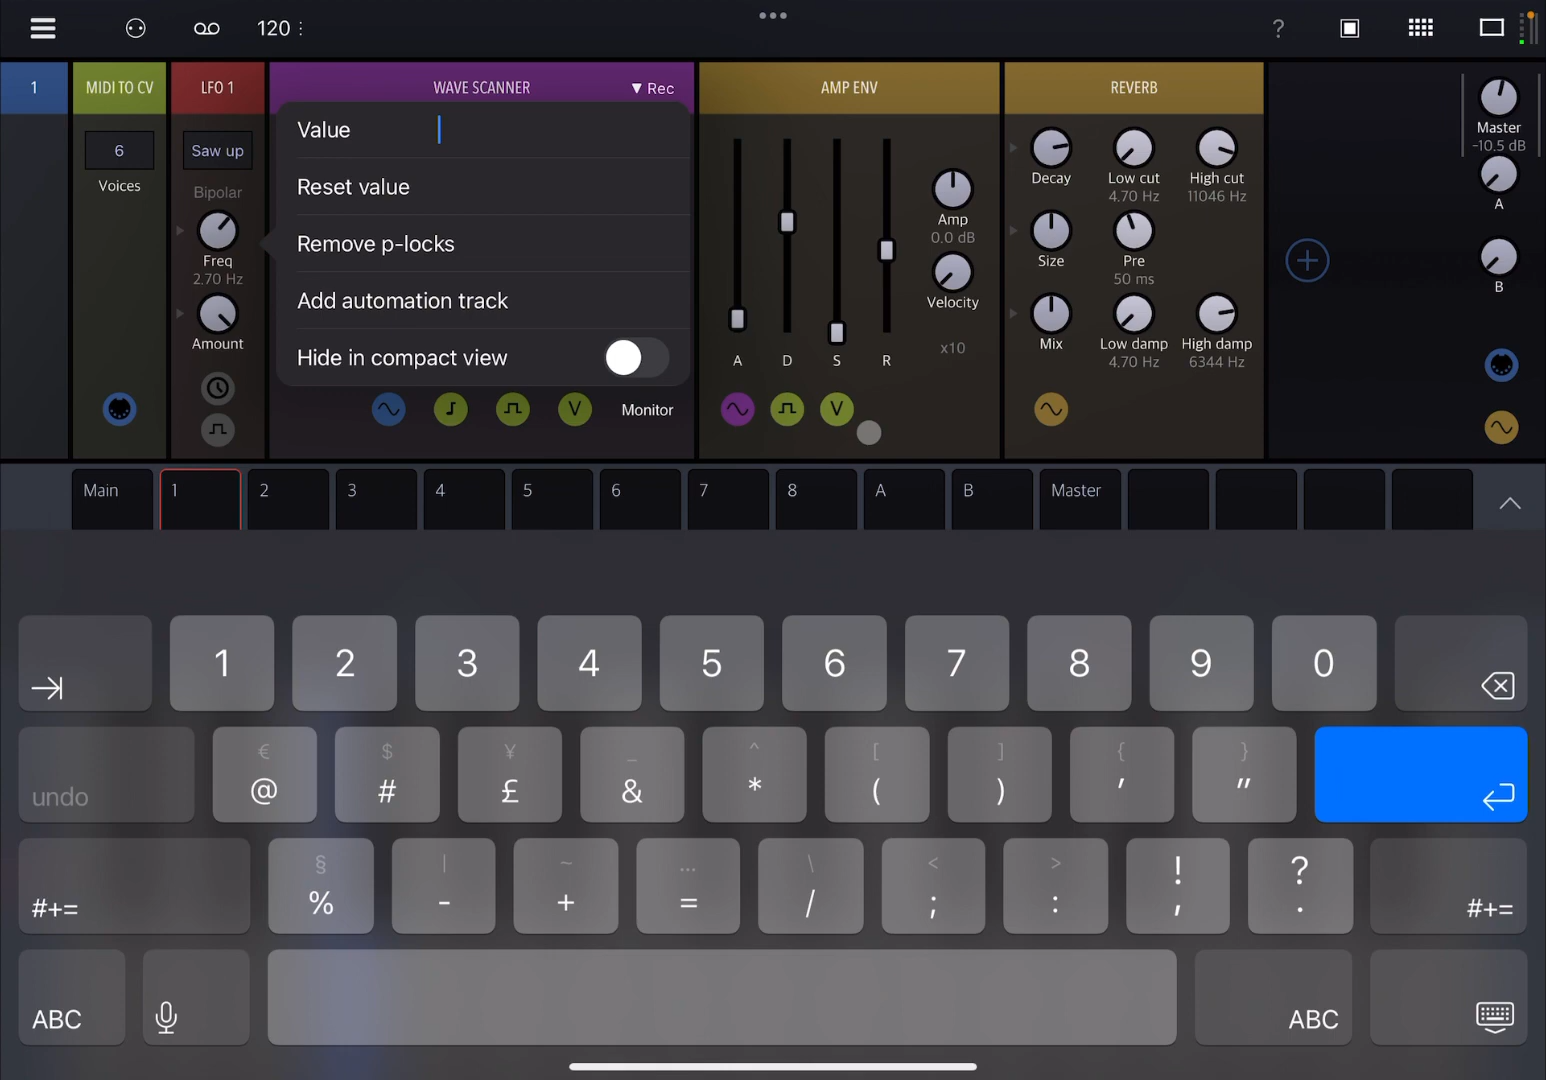 120
?
1
MIDI TO CV
LFO 1
WAVE SCANNER
▼ Rec
AMP ENV
REVERB
Master
-10.5 dB
A
B
6
Voices
Saw up
Bipolar
Freq
2.70 Hz
Amount
Value
Reset value
Remove p-locks
Add automation track
Hide in compact view
V
Monitor
A
D
S
R
Amp
0.0 dB
Velocity
x10
V
Decay
Low cut
4.70 Hz
High cut
11046 Hz
Size
Pre
50 ms
Mix
Low damp
4.70 Hz
High damp
6344 Hz
Main
1
2
3
4
5
6
7
8
A
B
Master
1 2 3 4 5 6 7 8 9 0
€ $ ¥ _ ^ [ ] { }
undo @ # £ & * ( ) ' "
§ | ~ … \ < > ! ?
#+= % - + = / ; : , . #+=
ABC
ABC